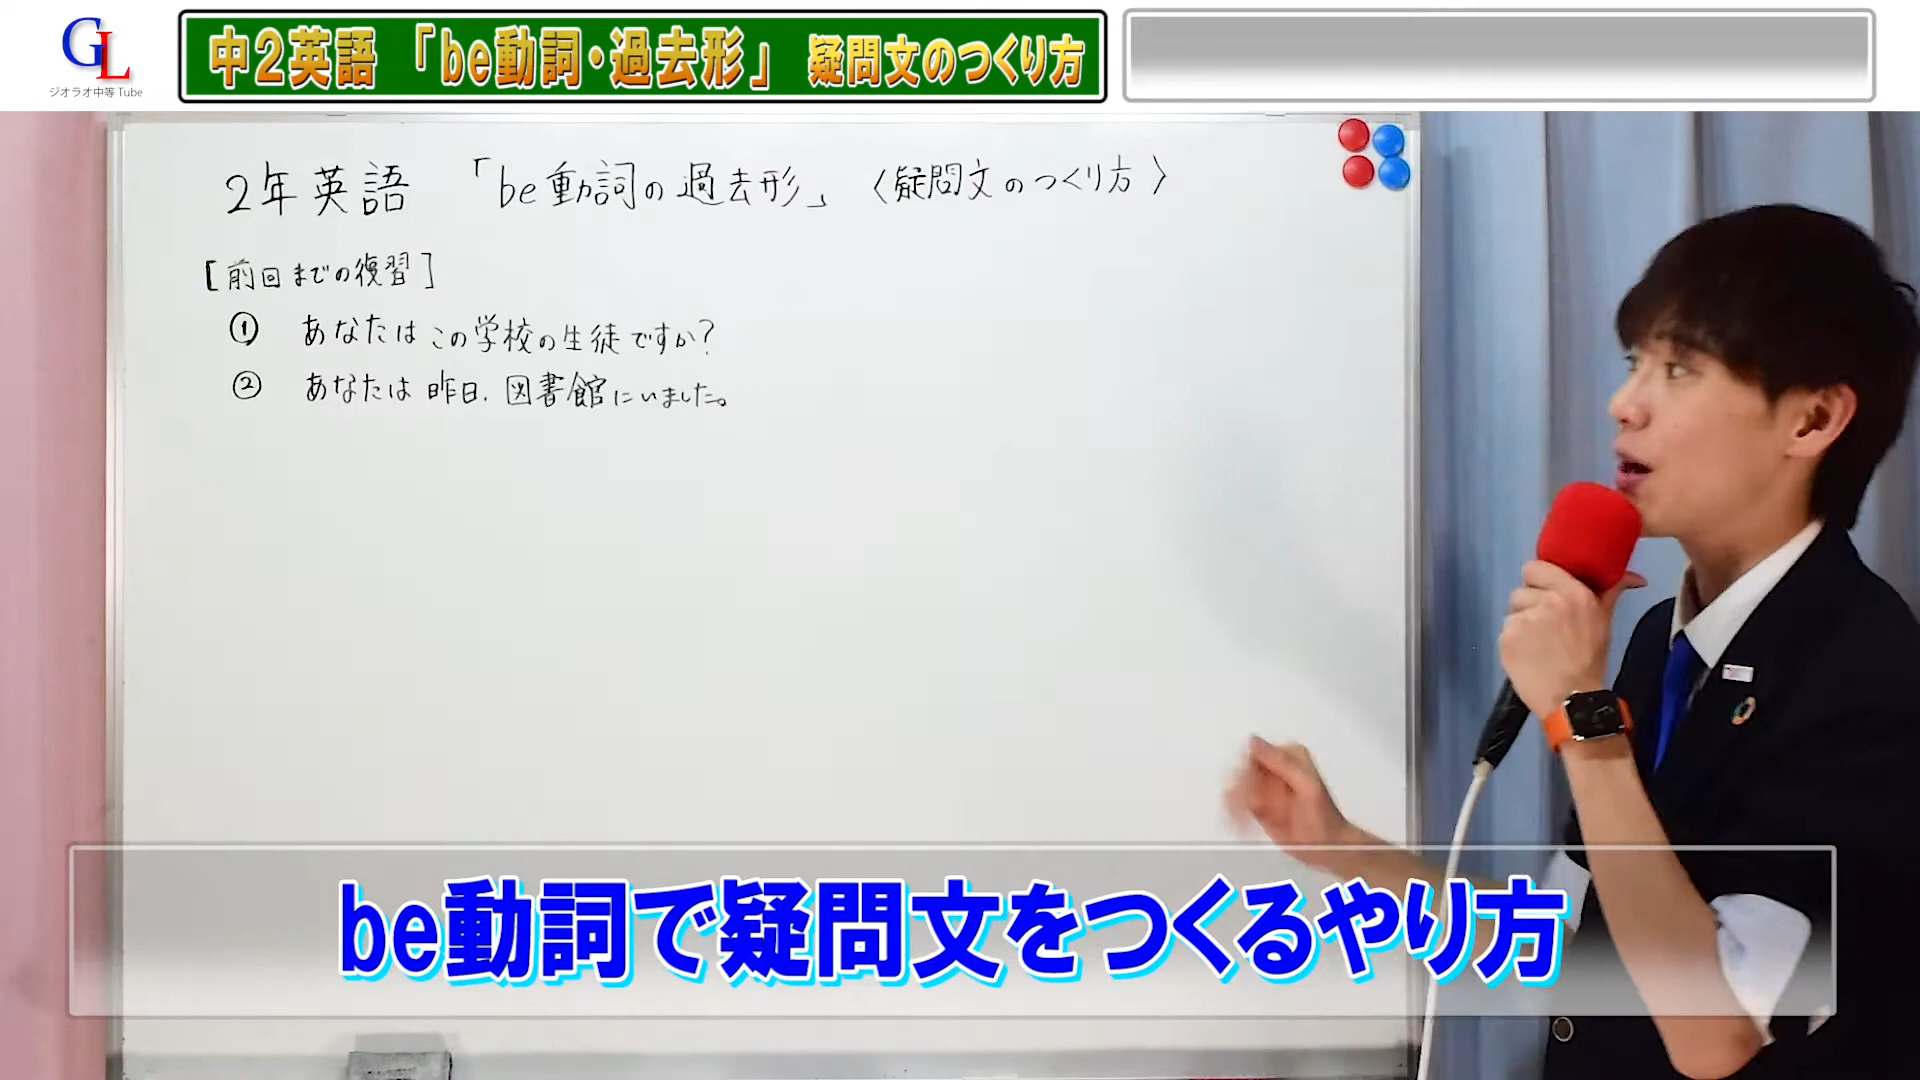 GL
ジオラオ中等Tube
中2英語 「be動詞・過去形」 疑問文のつくり方
2年英語 「be動詞の過去形」〈疑問文のつくり方〉
[前回までの復習]
① あなたはこの学校の生徒ですか?
② あなたは昨日、図書館にいました。
be動詞で疑問文をつくるやり方